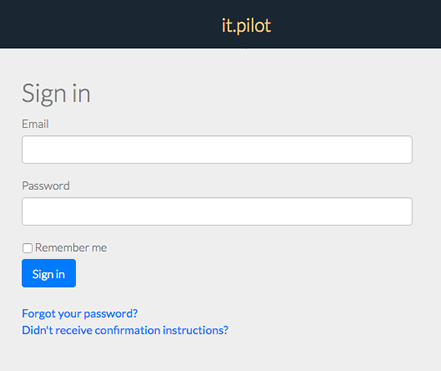 it.pilot
Sign in
Email
Password
Remember me
Sign in
Forgot your password?
Didn't receive confirmation instructions?